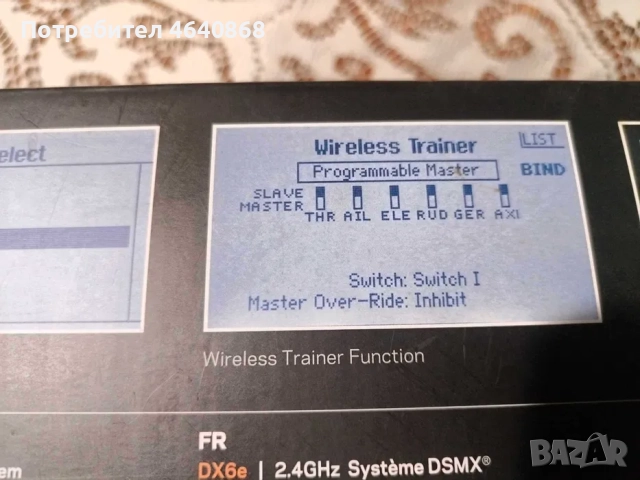 Потребител 4640868
elect
Wireless Trainer
LIST
Programmable Master
BIND
SLAVE
MASTER
THR AIL ELE RUD GER AX1
Switch: Switch I
Master Over-Ride: Inhibit
Wireless Trainer Function
FR
em
DX6e | 2.4GHz Système DSMX®
BAZAR